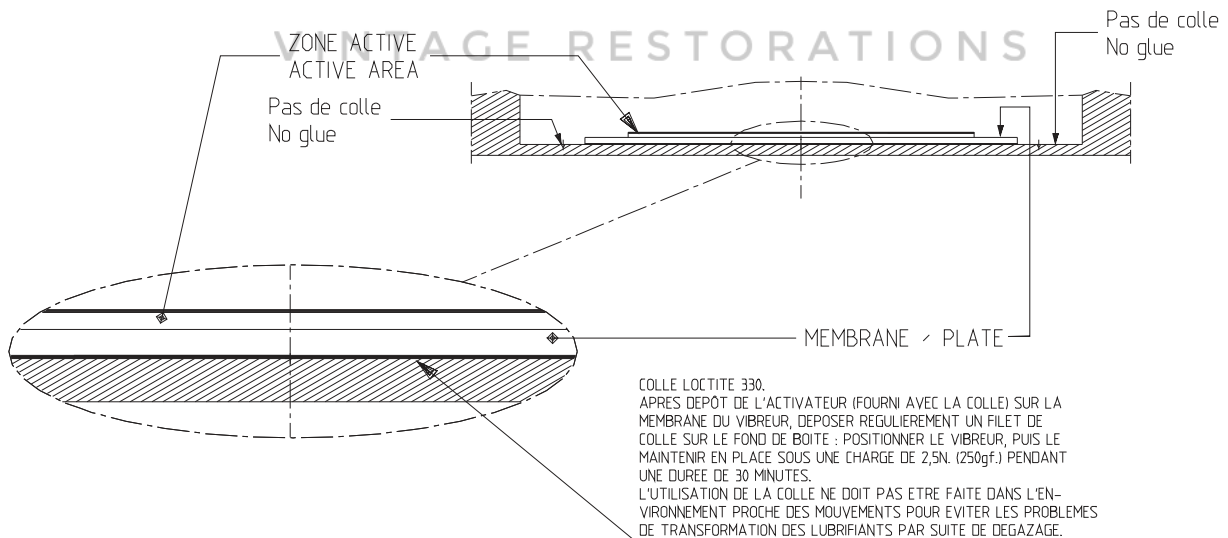 VINTAGE RESTORATIONS
ZONE ACTIVE
ACTIVE AREA
Pas de colle
No glue
Pas de colle
No glue
MEMBRANE / PLATE
COLLE LOCTITE 330.
APRES DEPÔT DE L'ACTIVATEUR (FOURNI AVEC LA COLLE) SUR LA
MEMBRANE DU VIBREUR, DEPOSER REGULIEREMENT UN FILET DE
COLLE SUR LE FOND DE BOITE : POSITIONNER LE VIBREUR, PUIS LE
MAINTENIR EN PLACE SOUS UNE CHARGE DE 2,5N. (250gf.) PENDANT
UNE DUREE DE 30 MINUTES.
L'UTILISATION DE LA COLLE NE DOIT PAS ETRE FAITE DANS L'EN-
VIRONNEMENT PROCHE DES MOUVEMENTS POUR EVITER LES PROBLEMES
DE TRANSFORMATION DES LUBRIFIANTS PAR SUITE DE DEGAZAGE.